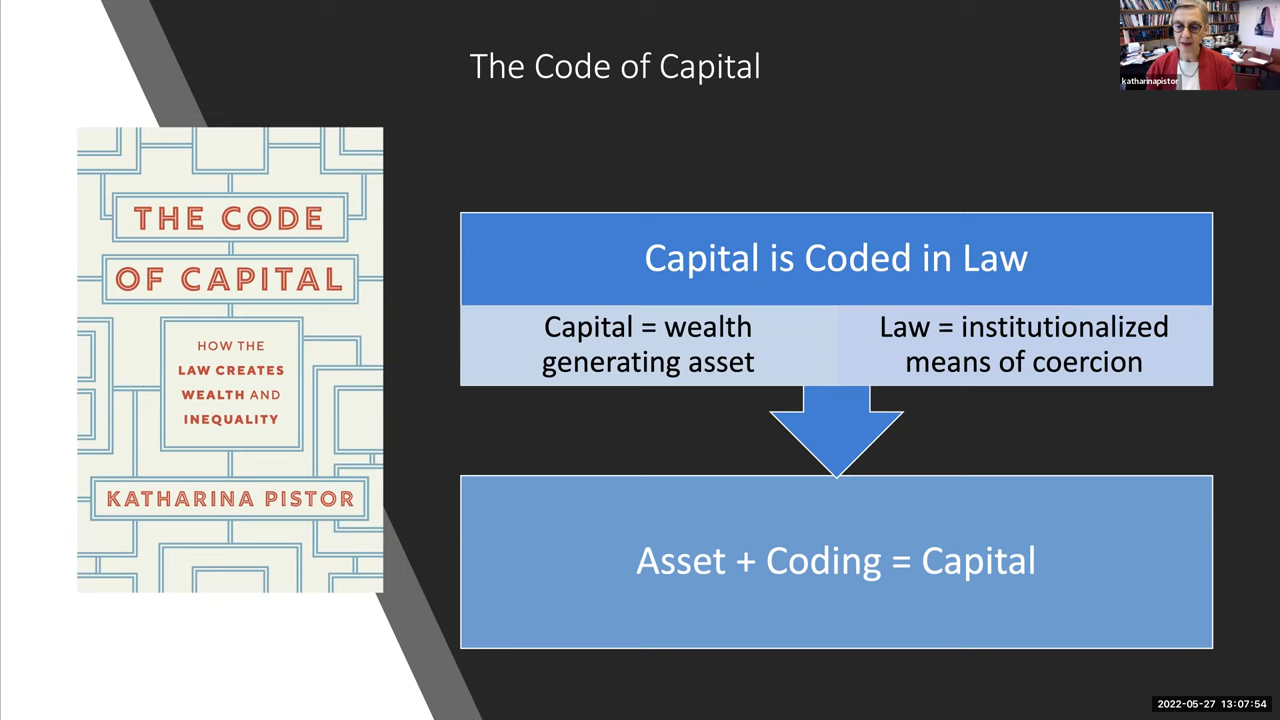 The Code of Capital
katharinapistor
THE CODE
OF CAPITAL
HOW THE
LAW CREATES
WEALTH AND
INEQUALITY
KATHARINA PISTOR
Capital is Coded in Law
Capital = wealth
generating asset
Law = institutionalized
means of coercion
Asset + Coding = Capital
2022-05-27 13:07:54